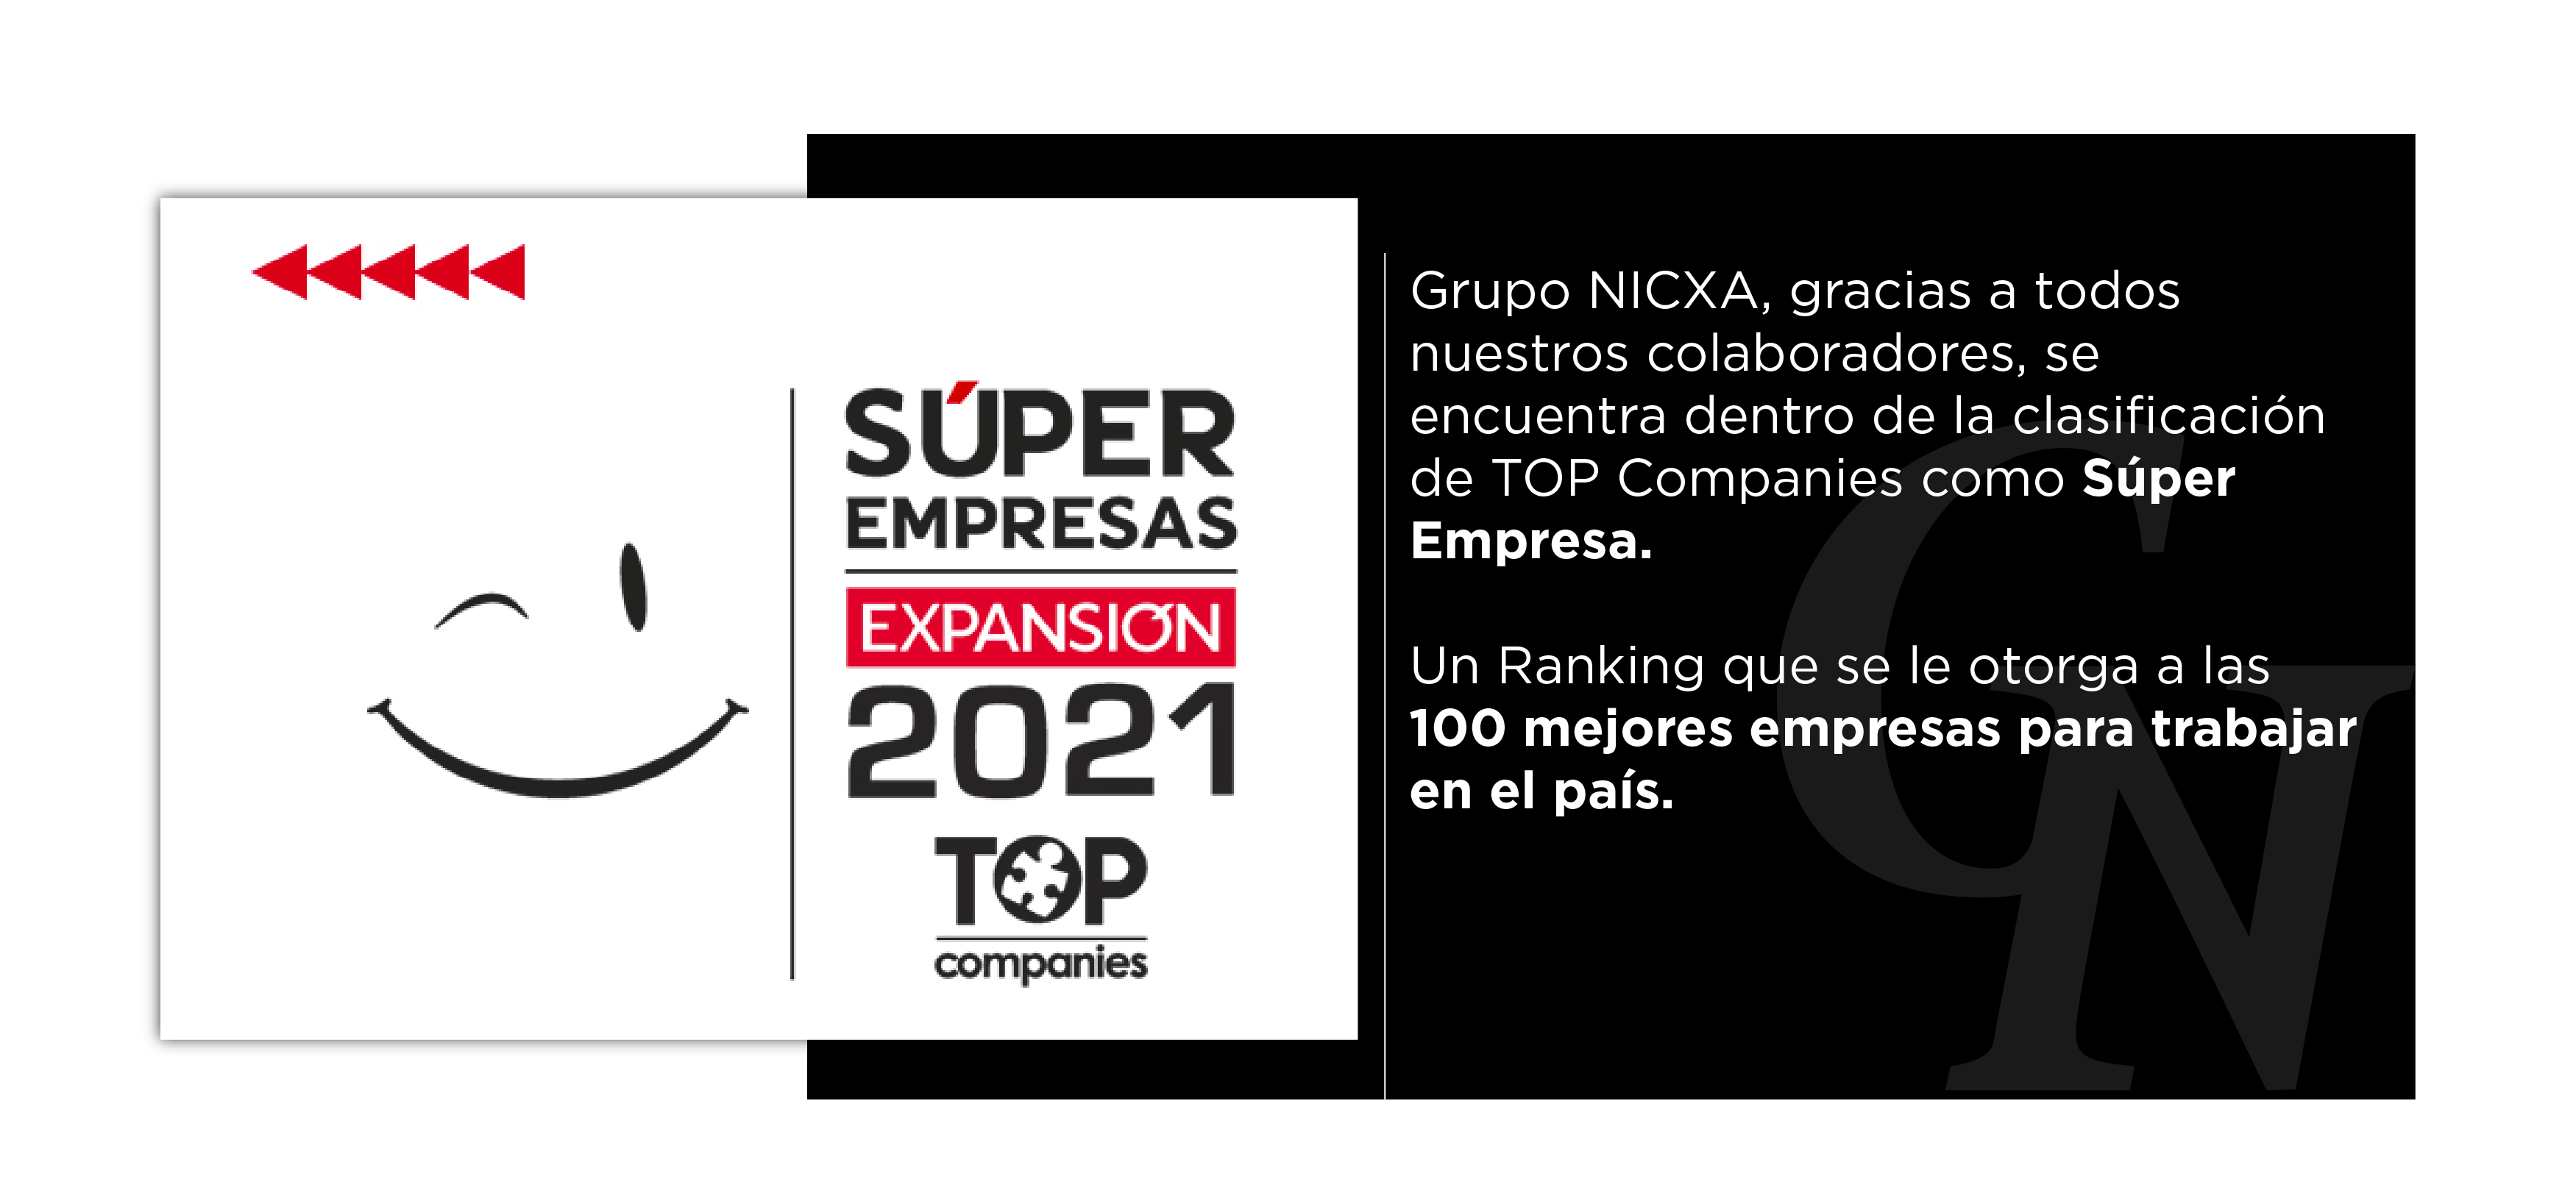 SÚPER
EMPRESAS
EXPANSIÓN
2021
TOP
companies
Grupo NICXA, gracias a todos
nuestros colaboradores, se
encuentra dentro de la clasificación
de TOP Companies como Súper
Empresa.
Un Ranking que se le otorga a las
100 mejores empresas para trabajar
en el país.
GN